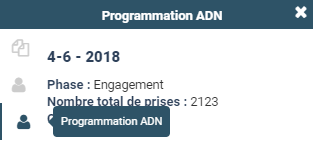 Programmation ADN
4-6 - 2018
Phase : Engagement
Nombre total de prises : 2123
Programmation ADN